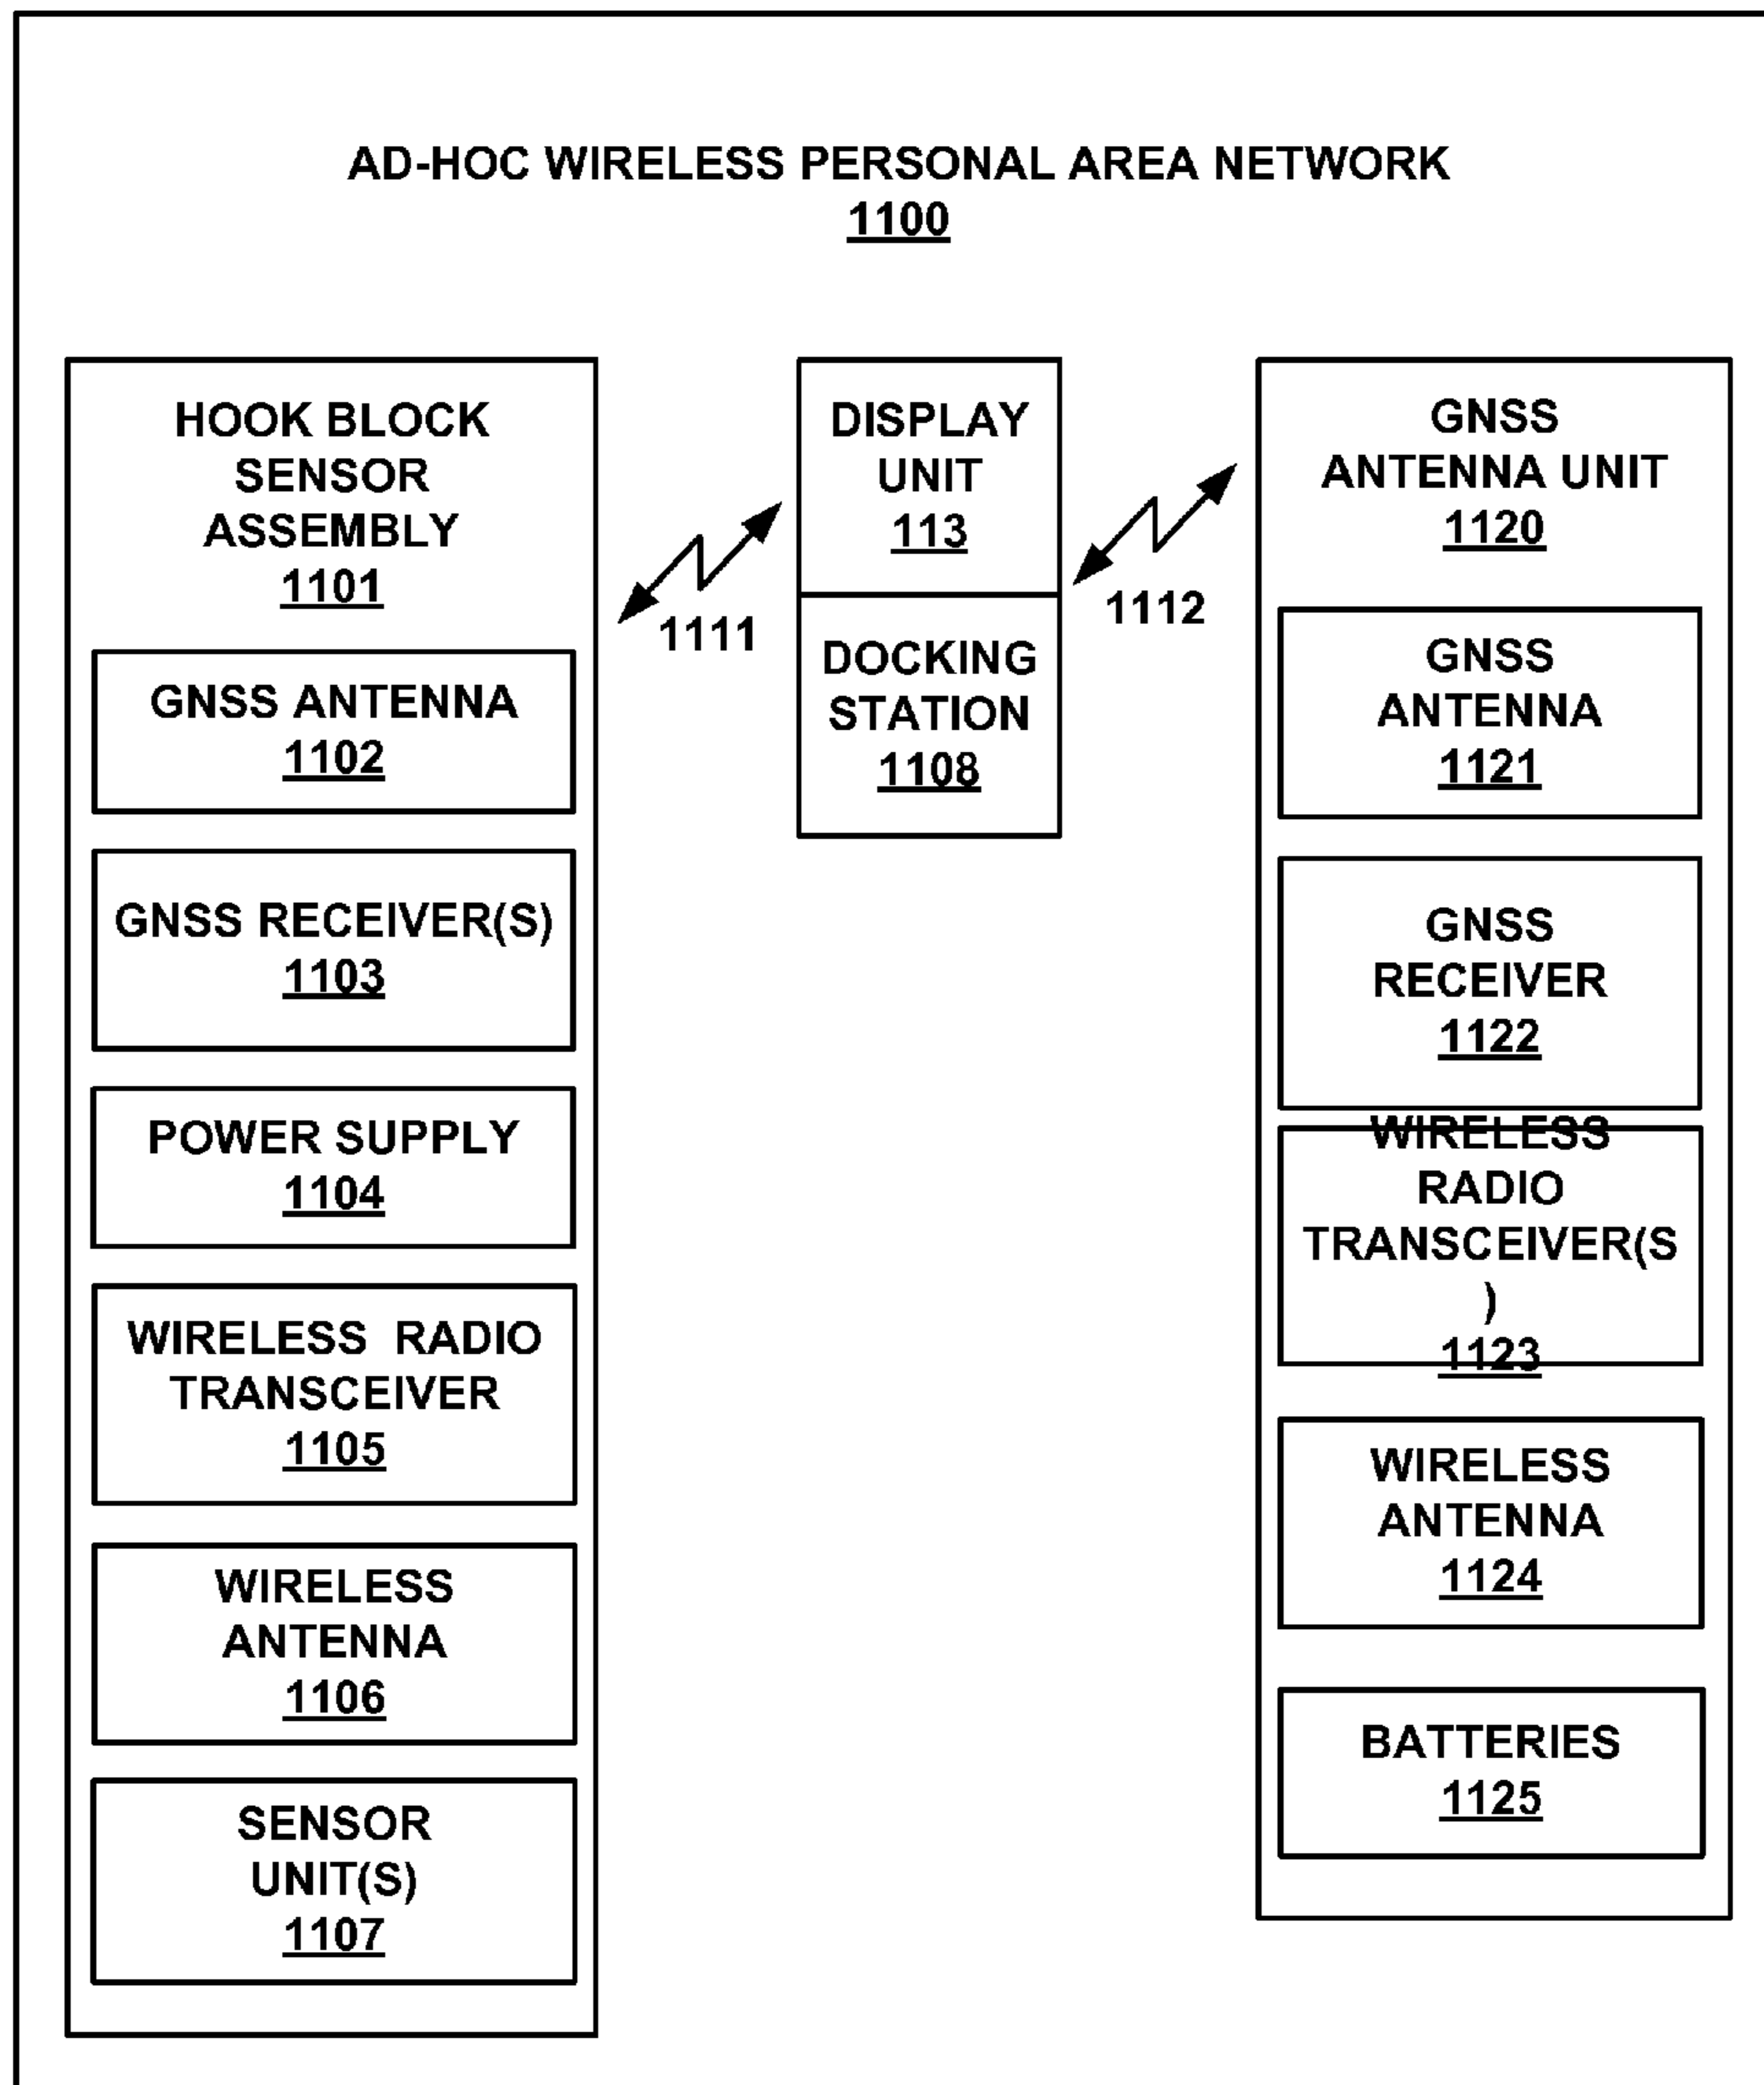 AD-HOC WIRELESS PERSONAL AREA NETWORK
1100
HOOK BLOCK
SENSOR
ASSEMBLY
1101
GNSS ANTENNA
1102
GNSS RECEIVER(S)
1103
POWER SUPPLY
1104
WIRELESS RADIO
TRANSCEIVER
1105
WIRELESS
ANTENNA
1106
SENSOR
UNIT(S)
1107
1111
DISPLAY
UNIT
113
DOCKING
STATION
1108
1112
GNSS
ANTENNA UNIT
1120
GNSS
ANTENNA
1121
GNSS
RECEIVER
1122
WIRELESS
RADIO
TRANSCEIVER(S
)
1123
WIRELESS
ANTENNA
1124
BATTERIES
1125